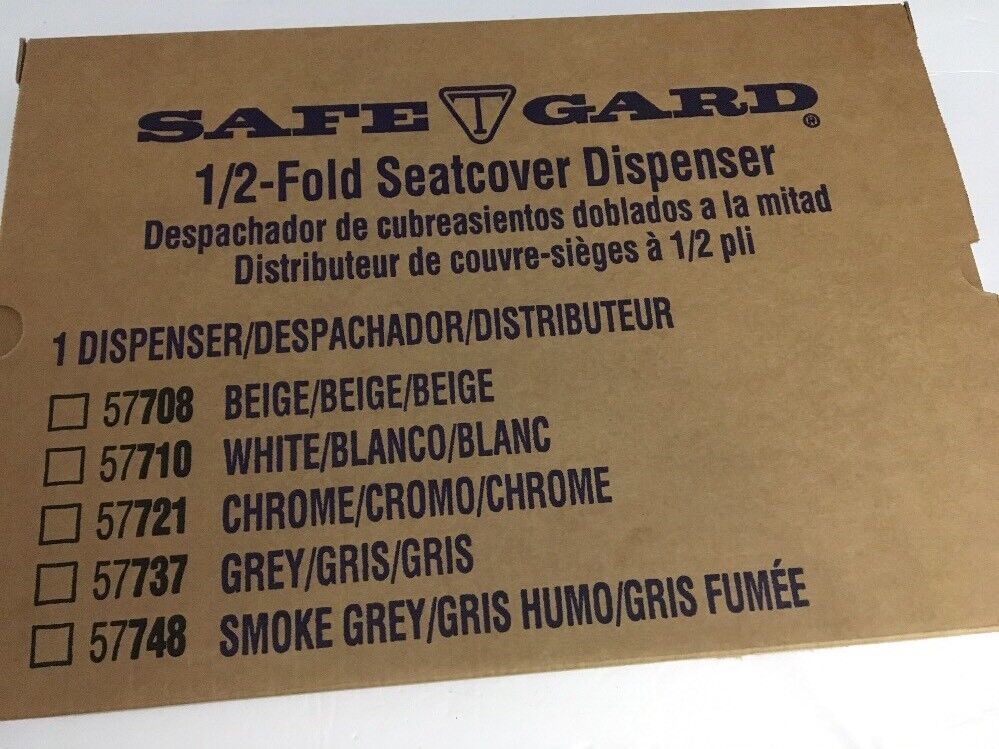 SAFE T GARD®
1/2-Fold Seatcover Dispenser
Despachador de cubreasientos doblados a la mitad
Distributeur de couvre-sièges à 1/2 pli
1 DISPENSER/DESPACHADOR/DISTRIBUTEUR
57708 BEIGE/BEIGE/BEIGE
57710 WHITE/BLANCO/BLANC
57721 CHROME/CROMO/CHROME
57737 GREY/GRIS/GRIS
57748 SMOKE GREY/GRIS HUMO/GRIS FUMÉE